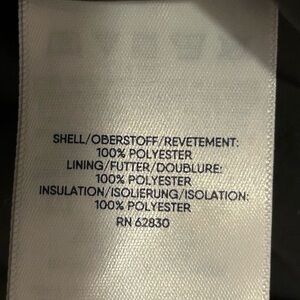 SHELL/OBERSTOFF/REVETEMENT:
100% POLYESTER
LINING/FUTTER/DOUBLURE:
100% POLYESTER
INSULATION/ISOLIERUNG/ISOLATION:
100% POLYESTER
RN 62830